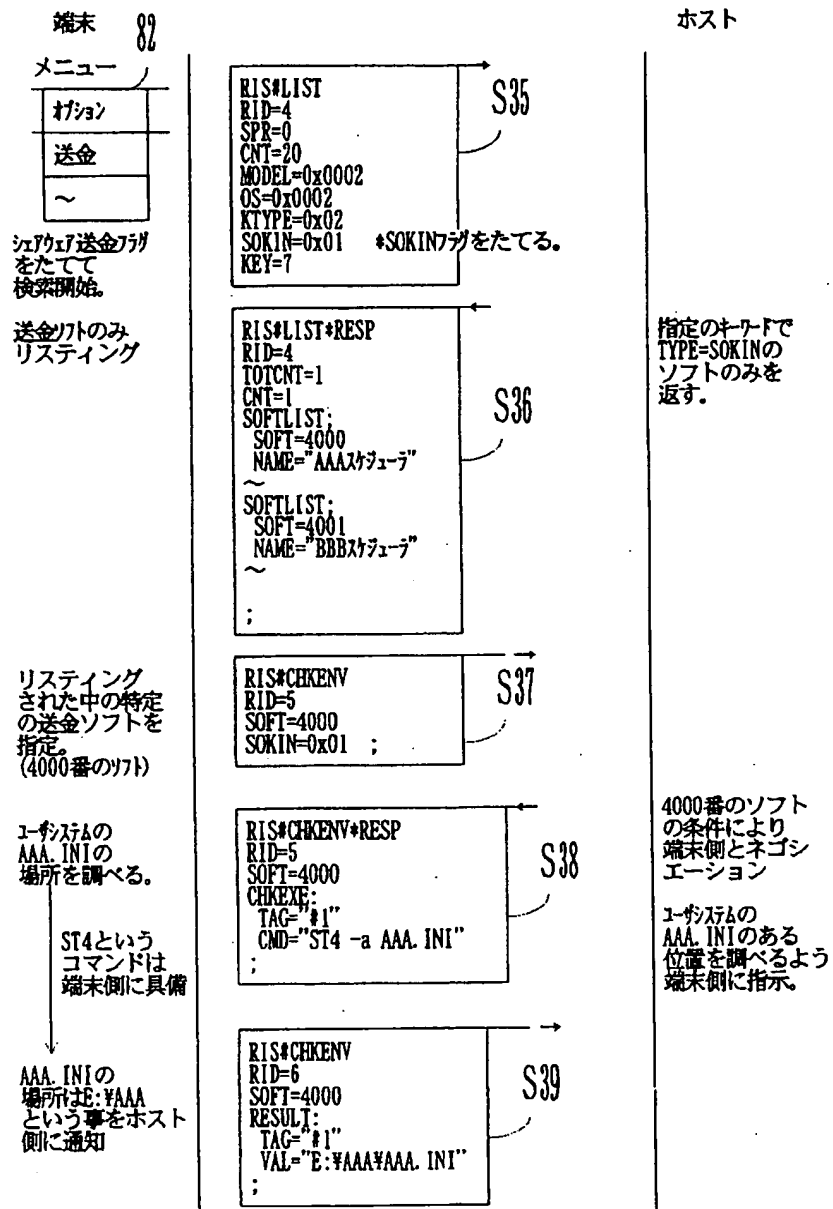 端末
82
ホスト
メニュー
オプション
送金
～
シェアウェア送金フラグ
をたてて
検索開始。
RIS#LIST
RID=4
SPR=0
CNT=20
MODEL=0x0002
OS=0x0002
KTYPE=0x02
SOKIN=0x01 *SOKINフラグをたてる。
KEY=7
S35
送金ソフトのみ
リスティング
RIS#LIST*RESP
RID=4
TOTCNT=1
CNT=1
SOFTLIST;
SOFT=4000
NAME="AAAスケジューラ"
～
SOFTLIST;
SOFT=4001
NAME="BBBスケジューラ"
～
;
S36
指定のキーワードで
TYPE=SOKINの
ソフトのみを
返す。
リスティング
された中の特定
の送金ソフトを
指定。
(4000番のソフト)
RIS#CHKENV
RID=5
SOFT=4000
SOKIN=0x01 ;
S37
ユーザシステムの
AAA.INIの
場所を調べる。
ST4という
コマンドは
端末側に具備
RIS#CHKENV*RESP
RID=5
SOFT=4000
CHKEXE:
TAG="#1"
CMD="ST4 -a AAA.INI"
;
S38
4000番のソフト
の条件により
端末側とネゴシ
エーション
ユーザシステムの
AAA.INIのある
位置を調べるよう
端末側に指示。
AAA.INIの
場所はE:¥AAA
という事をホスト
側に通知
RIS#CHKENV
RID=6
SOFT=4000
RESULT:
TAG="#1"
VAL="E:¥AAA¥AAA.INI"
;
S39